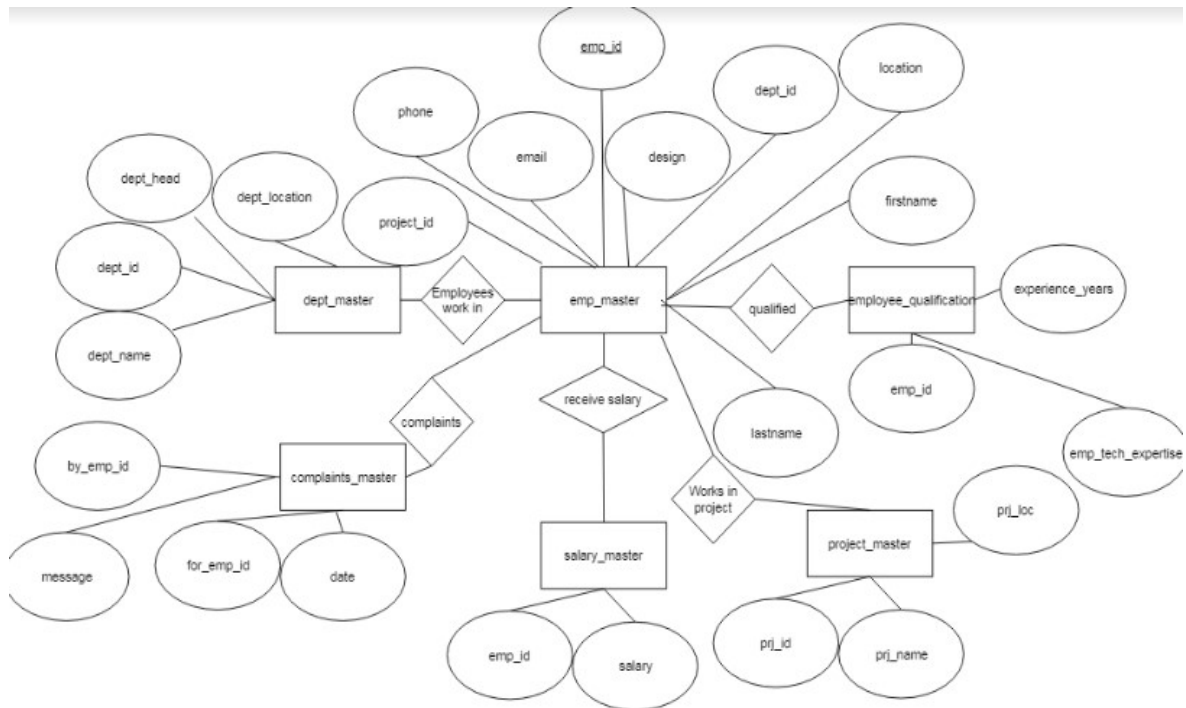 emp_id
location
dept_id
phone
email
design
dept_head
dept_location
firstname
project_id
dept_id
experience_years
dept_master
Employees
work in
emp_master
qualified
employee_qualification
dept_name
emp_id
receive salary
complaints
lastname
emp_tech_expertise
by_emp_id
complaints_master
Works in
project
prj_loc
message
for_emp_id
date
salary_master
project_master
emp_id
salary
prj_id
prj_name